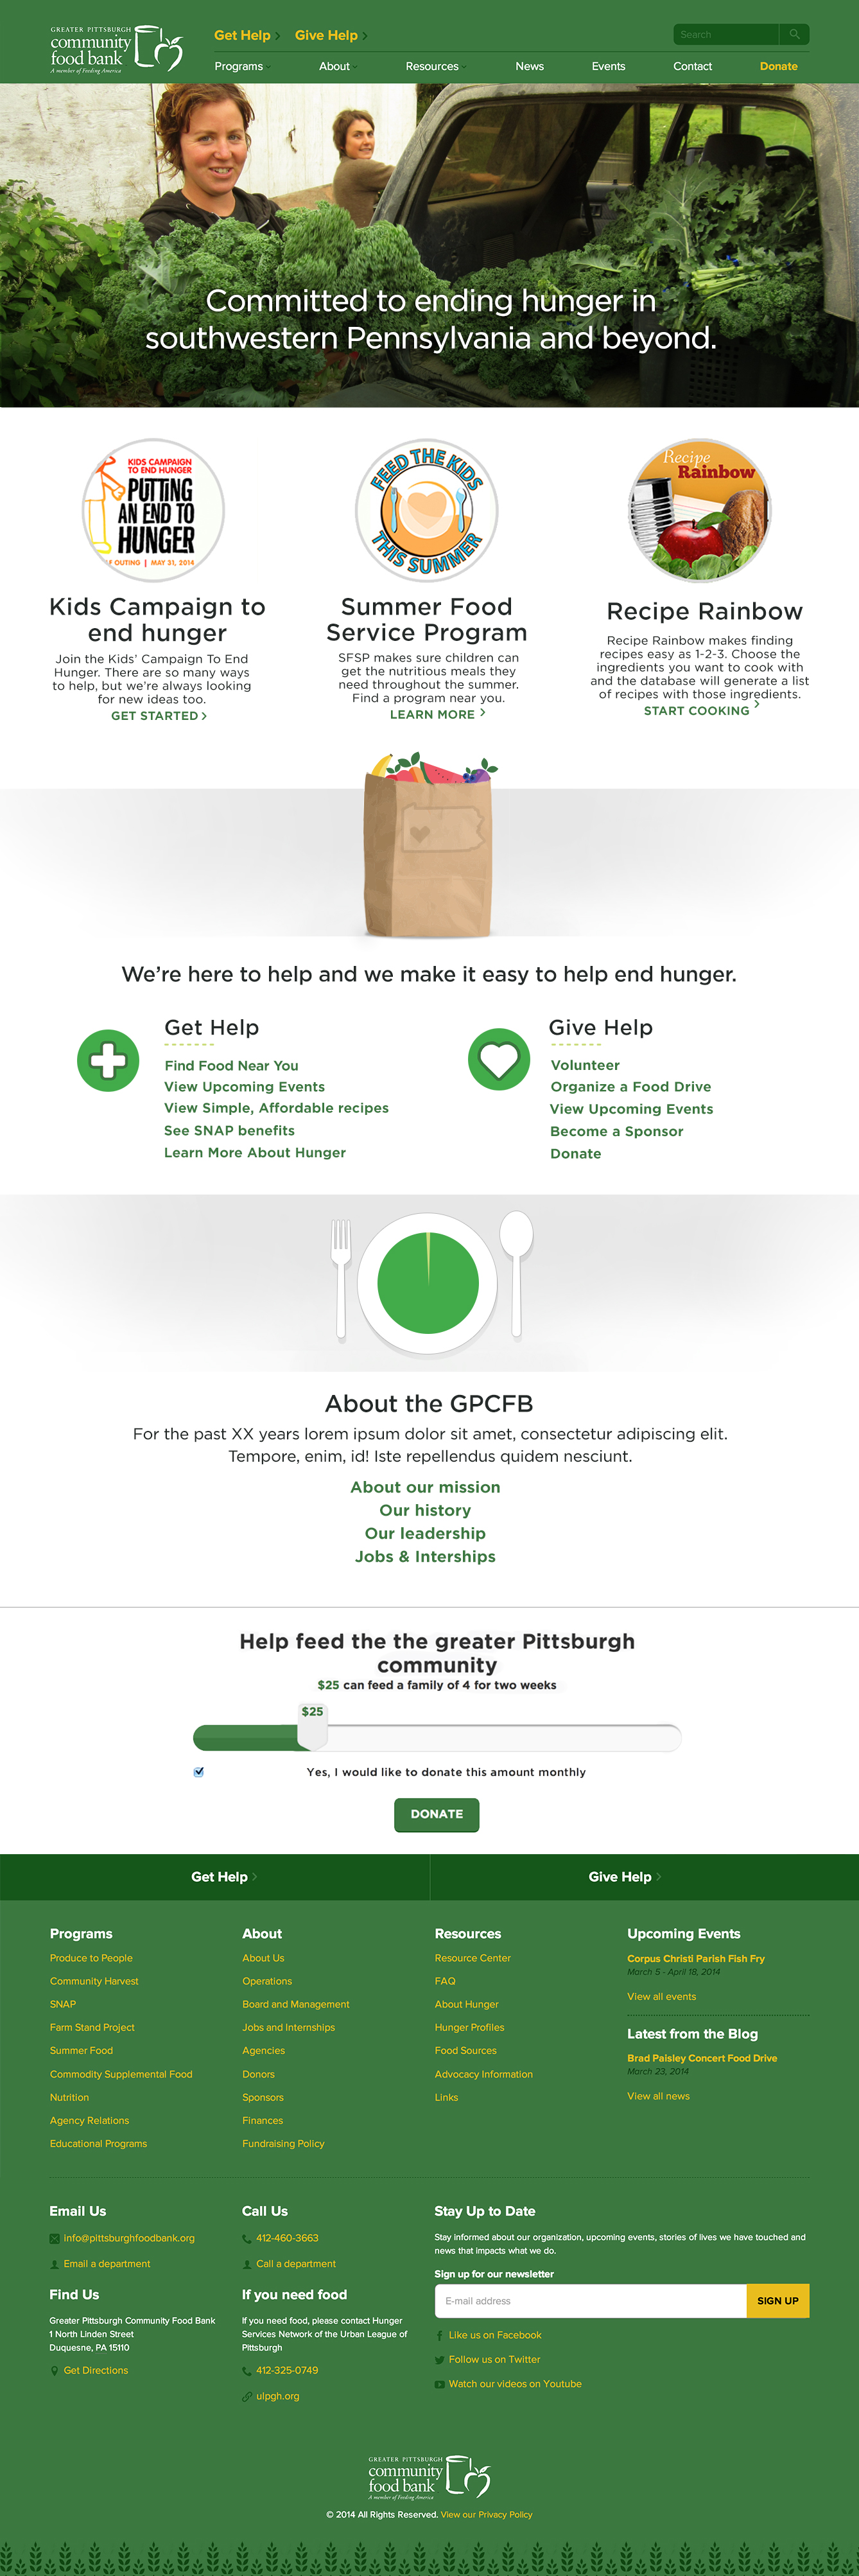 GREATER PITTSBURGH
community
food bank
A member of Feeding America
Get Help
Give Help
Search
Programs
About
Resources
News
Events
Contact
Donate
Committed to ending hunger in
southwestern Pennsylvania and beyond.
KIDS CAMPAIGN
TO END HUNGER
PUTTING
AN END TO
HUNGER
F OUTING | MAY 31, 2014
FEED THE KIDS
THIS SUMMER
Recipe
Rainbow
Kids Campaign to
end hunger
Join the Kids’ Campaign To End
Hunger. There are so many ways
to help, but we’re always looking
for new ideas too.
GET STARTED
Summer Food
Service Program
SFSP makes sure children can
get the nutritious meals they
need throughout the summer.
Find a program near you.
LEARN MORE
Recipe Rainbow
Recipe Rainbow makes finding
recipes easy as 1-2-3. Choose the
ingredients you want to cook with
and the database will generate a list
of recipes with those ingredients.
START COOKING
We’re here to help and we make it easy to help end hunger.
Get Help
Find Food Near You
View Upcoming Events
View Simple, Affordable recipes
See SNAP benefits
Learn More About Hunger
Give Help
Volunteer
Organize a Food Drive
View Upcoming Events
Become a Sponsor
Donate
About the GPCFB
For the past XX years lorem ipsum dolor sit amet, consectetur adipiscing elit.
Tempore, enim, id! Iste repellendus quidem nesciunt.
About our mission
Our history
Our leadership
Jobs & Interships
Help feed the the greater Pittsburgh
community
$25 can feed a family of 4 for two weeks
$25
Yes, I would like to donate this amount monthly
DONATE
Get Help
Give Help
Programs
Produce to People
Community Harvest
SNAP
Farm Stand Project
Summer Food
Commodity Supplemental Food
Nutrition
Agency Relations
Educational Programs
About
About Us
Operations
Board and Management
Jobs and Internships
Agencies
Donors
Sponsors
Finances
Fundraising Policy
Resources
Resource Center
FAQ
About Hunger
Hunger Profiles
Food Sources
Advocacy Information
Links
Upcoming Events
Corpus Christi Parish Fish Fry
March 5 - April 18, 2014
View all events
Latest from the Blog
Brad Paisley Concert Food Drive
March 23, 2014
View all news
Email Us
info@pittsburghfoodbank.org
Email a department
Find Us
Greater Pittsburgh Community Food Bank
1 North Linden Street
Duquesne, PA 15110
Get Directions
Call Us
412-460-3663
Call a department
If you need food
If you need food, please contact Hunger
Services Network of the Urban League of
Pittsburgh
412-325-0749
ulpgh.org
Stay Up to Date
Stay informed about our organization, upcoming events, stories of lives we have touched and
news that impacts what we do.
Sign up for our newsletter
E-mail address
SIGN UP
Like us on Facebook
Follow us on Twitter
Watch our videos on Youtube
GREATER PITTSBURGH
community
food bank
A member of Feeding America
© 2014 All Rights Reserved. View our Privacy Policy